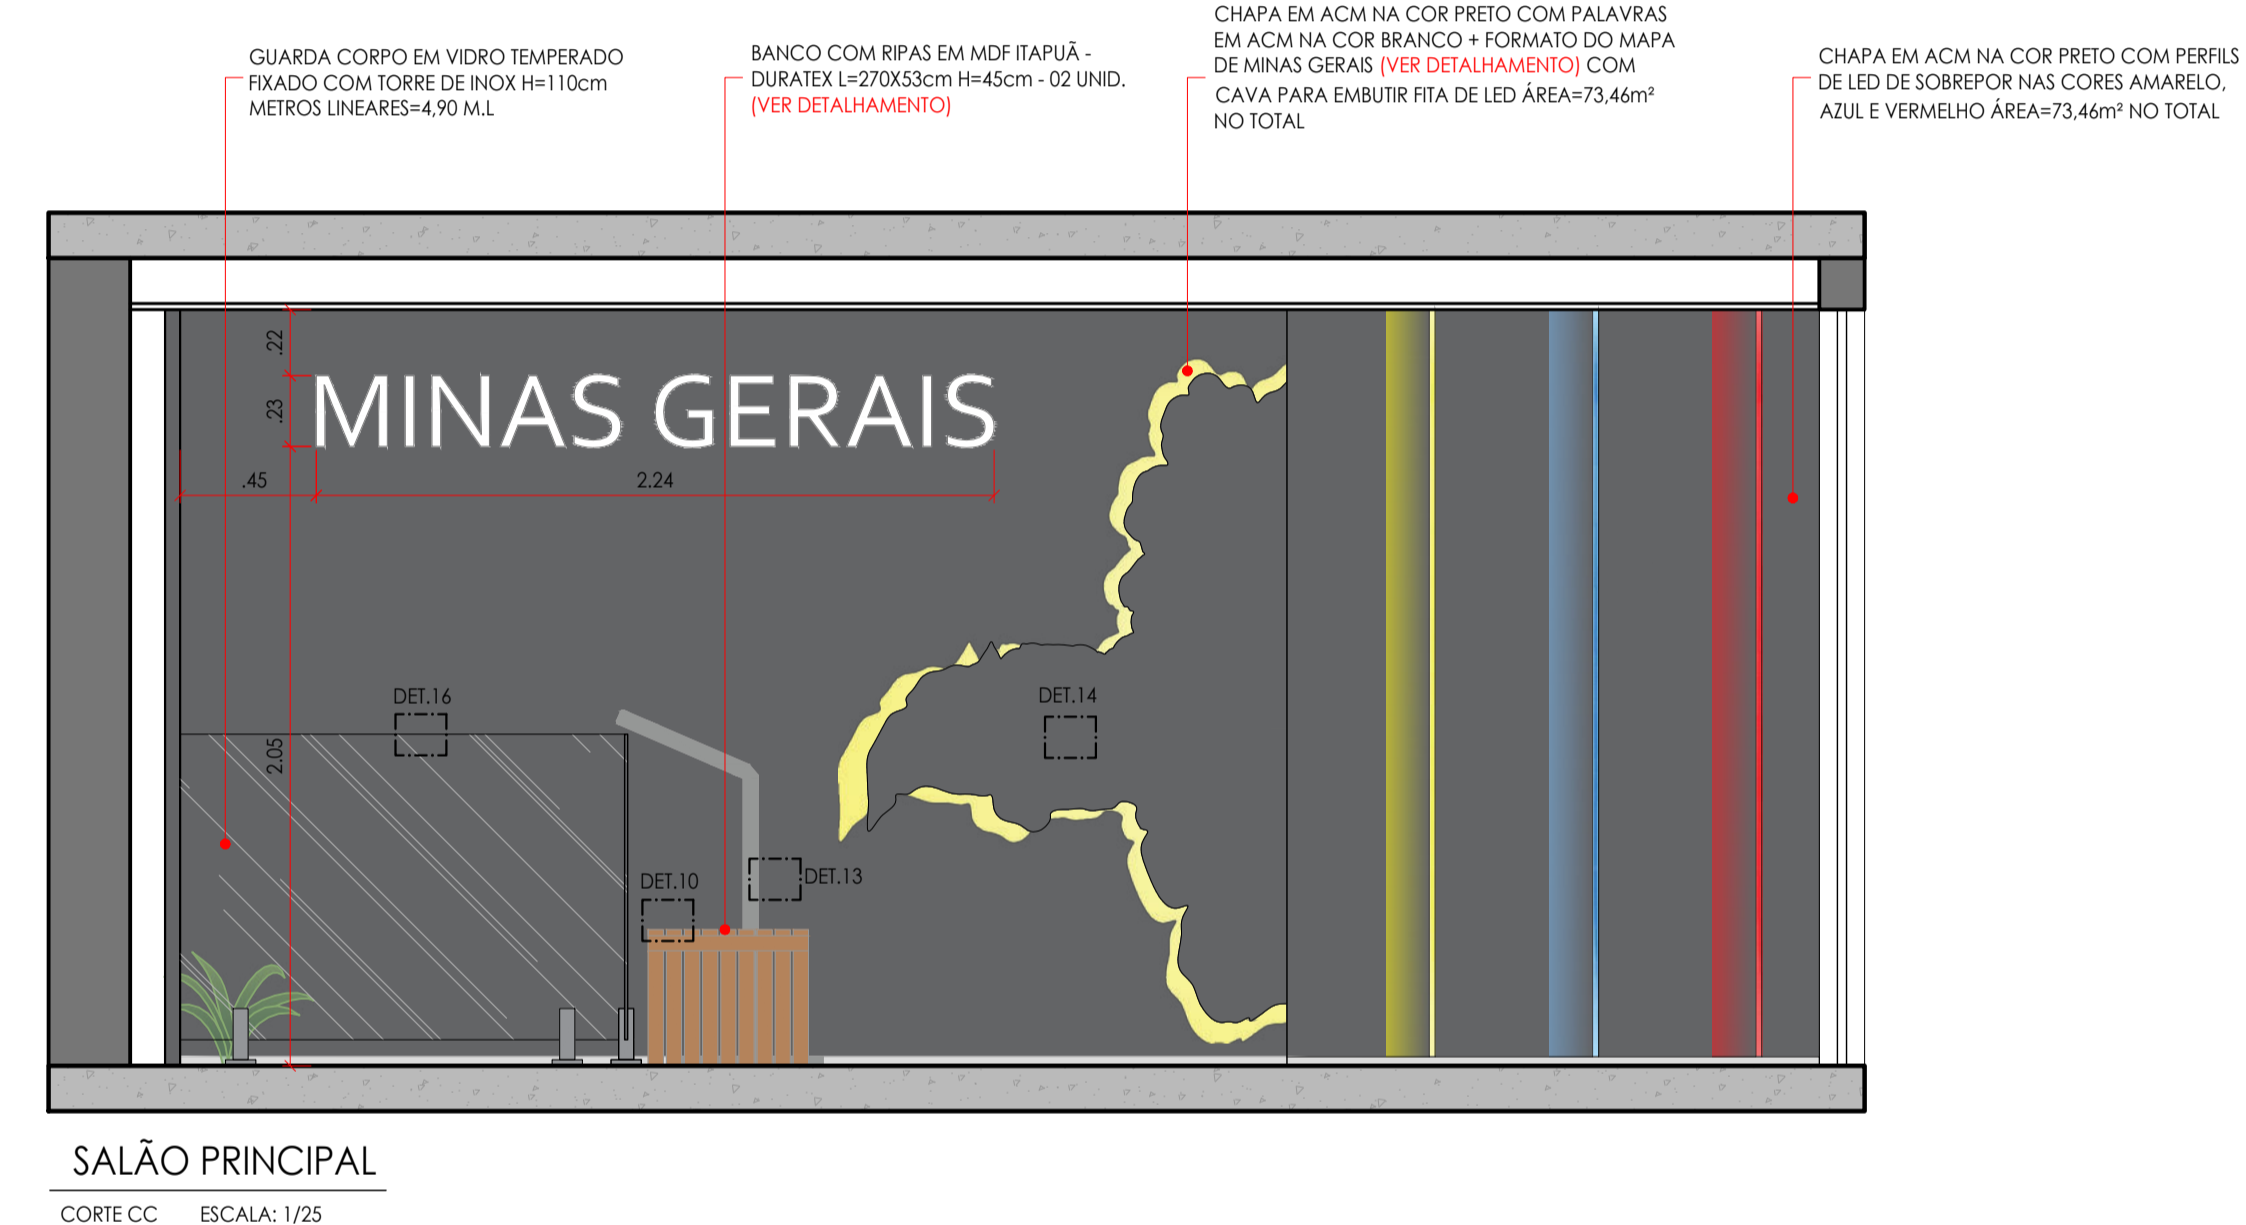 GUARDA CORPO EM VIDRO TEMPERADO
FIXADO COM TORRE DE INOX H=110cm
METROS LINEARES=4,90 M.L
BANCO COM RIPAS EM MDF ITAPUÃ -
DURATEX L=270X53cm H=45cm - 02 UNID.
(VER DETALHAMENTO)
CHAPA EM ACM NA COR PRETO COM PALAVRAS
EM ACM NA COR BRANCO + FORMATO DO MAPA
DE MINAS GERAIS (VER DETALHAMENTO) COM
CAVA PARA EMBUTIR FITA DE LED ÁREA=73,46m²
NO TOTAL
CHAPA EM ACM NA COR PRETO COM PERFILS
DE LED DE SOBREPOR NAS CORES AMARELO,
AZUL E VERMELHO ÁREA=73,46m² NO TOTAL
.22
.23
MINAS GERAIS
.45
2.24
2.05
DET.16
DET.14
DET.10
DET.13
SALÃO PRINCIPAL
CORTE CC ESCALA: 1/25